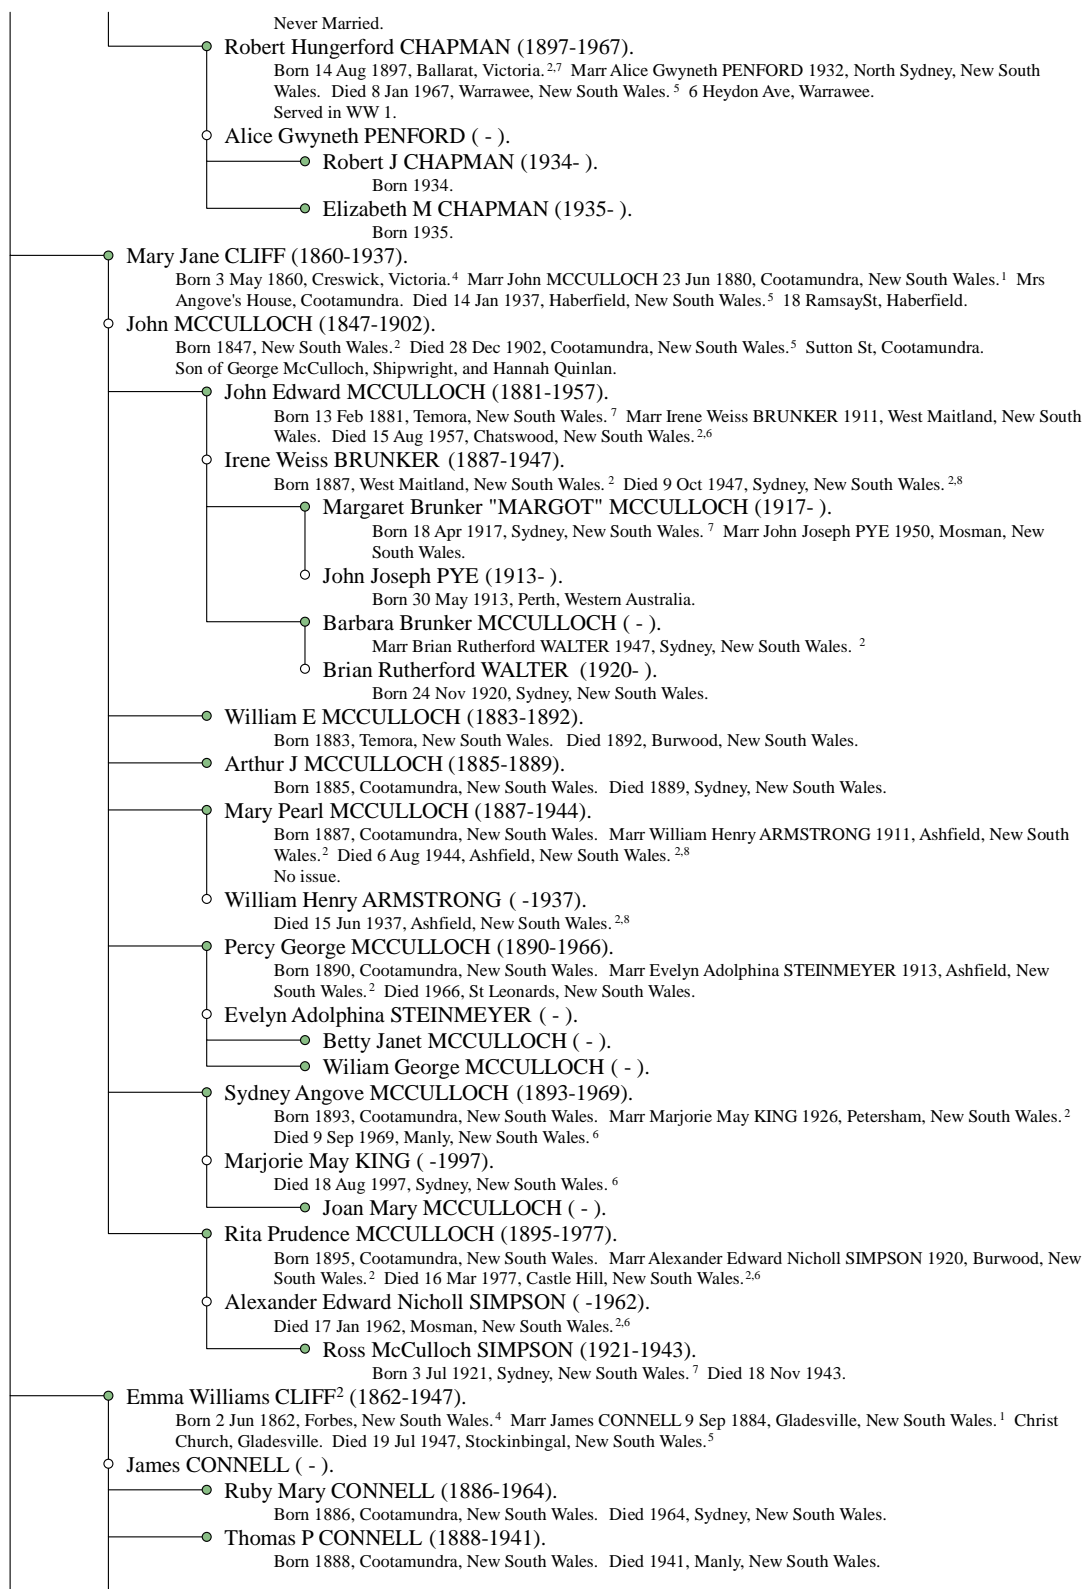 Never Married.
Robert Hungerford CHAPMAN (1897-1967).
Born 14 Aug 1897, Ballarat, Victoria. 2,7 Marr Alice Gwyneth PENFORD 1932, North Sydney, New South
Wales. Died 8 Jan 1967, Warrawee, New South Wales. 5 6 Heydon Ave, Warrawee.
Served in WW 1.
Alice Gwyneth PENFORD ( - ).
Robert J CHAPMAN (1934- ).
Born 1934.
Elizabeth M CHAPMAN (1935- ).
Born 1935.
Mary Jane CLIFF (1860-1937).
Born 3 May 1860, Creswick, Victoria.4 Marr John MCCULLOCH 23 Jun 1880, Cootamundra, New South Wales.1 Mrs
Angove's House, Cootamundra. Died 14 Jan 1937, Haberfield, New South Wales.5 18 RamsaySt, Haberfield.
John MCCULLOCH (1847-1902).
Born 1847, New South Wales.2 Died 28 Dec 1902, Cootamundra, New South Wales.5 Sutton St, Cootamundra.
Son of George McCulloch, Shipwright, and Hannah Quinlan.
John Edward MCCULLOCH (1881-1957).
Born 13 Feb 1881, Temora, New South Wales. 7 Marr Irene Weiss BRUNKER 1911, West Maitland, New South
Wales. Died 15 Aug 1957, Chatswood, New South Wales. 2,6
Irene Weiss BRUNKER (1887-1947).
Born 1887, West Maitland, New South Wales. 2 Died 9 Oct 1947, Sydney, New South Wales. 2,8
Margaret Brunker "MARGOT" MCCULLOCH (1917- ).
Born 18 Apr 1917, Sydney, New South Wales. 7 Marr John Joseph PYE 1950, Mosman, New
South Wales.
John Joseph PYE (1913- ).
Born 30 May 1913, Perth, Western Australia.
Barbara Brunker MCCULLOCH ( - ).
Marr Brian Rutherford WALTER 1947, Sydney, New South Wales. 2
Brian Rutherford WALTER (1920- ).
Born 24 Nov 1920, Sydney, New South Wales.
William E MCCULLOCH (1883-1892).
Born 1883, Temora, New South Wales. Died 1892, Burwood, New South Wales.
Arthur J MCCULLOCH (1885-1889).
Born 1885, Cootamundra, New South Wales. Died 1889, Sydney, New South Wales.
Mary Pearl MCCULLOCH (1887-1944).
Born 1887, Cootamundra, New South Wales. Marr William Henry ARMSTRONG 1911, Ashfield, New South
Wales.2 Died 6 Aug 1944, Ashfield, New South Wales. 2,8
No issue.
William Henry ARMSTRONG ( -1937).
Died 15 Jun 1937, Ashfield, New South Wales. 2,8
Percy George MCCULLOCH (1890-1966).
Born 1890, Cootamundra, New South Wales. Marr Evelyn Adolphina STEINMEYER 1913, Ashfield, New
South Wales.2 Died 1966, St Leonards, New South Wales.
Evelyn Adolphina STEINMEYER ( - ).
Betty Janet MCCULLOCH ( - ).
Wiliam George MCCULLOCH ( - ).
Sydney Angove MCCULLOCH (1893-1969).
Born 1893, Cootamundra, New South Wales. Marr Marjorie May KING 1926, Petersham, New South Wales.2
Died 9 Sep 1969, Manly, New South Wales. 6
Marjorie May KING ( -1997).
Died 18 Aug 1997, Sydney, New South Wales. 6
Joan Mary MCCULLOCH ( - ).
Rita Prudence MCCULLOCH (1895-1977).
Born 1895, Cootamundra, New South Wales. Marr Alexander Edward Nicholl SIMPSON 1920, Burwood, New
South Wales.2 Died 16 Mar 1977, Castle Hill, New South Wales.2,6
Alexander Edward Nicholl SIMPSON ( -1962).
Died 17 Jan 1962, Mosman, New South Wales.2,6
Ross McCulloch SIMPSON (1921-1943).
Born 3 Jul 1921, Sydney, New South Wales.7 Died 18 Nov 1943.
Emma Williams CLIFF2 (1862-1947).
Born 2 Jun 1862, Forbes, New South Wales.4 Marr James CONNELL 9 Sep 1884, Gladesville, New South Wales.1 Christ
Church, Gladesville. Died 19 Jul 1947, Stockinbingal, New South Wales.5
James CONNELL ( - ).
Ruby Mary CONNELL (1886-1964).
Born 1886, Cootamundra, New South Wales. Died 1964, Sydney, New South Wales.
Thomas P CONNELL (1888-1941).
Born 1888, Cootamundra, New South Wales. Died 1941, Manly, New South Wales.